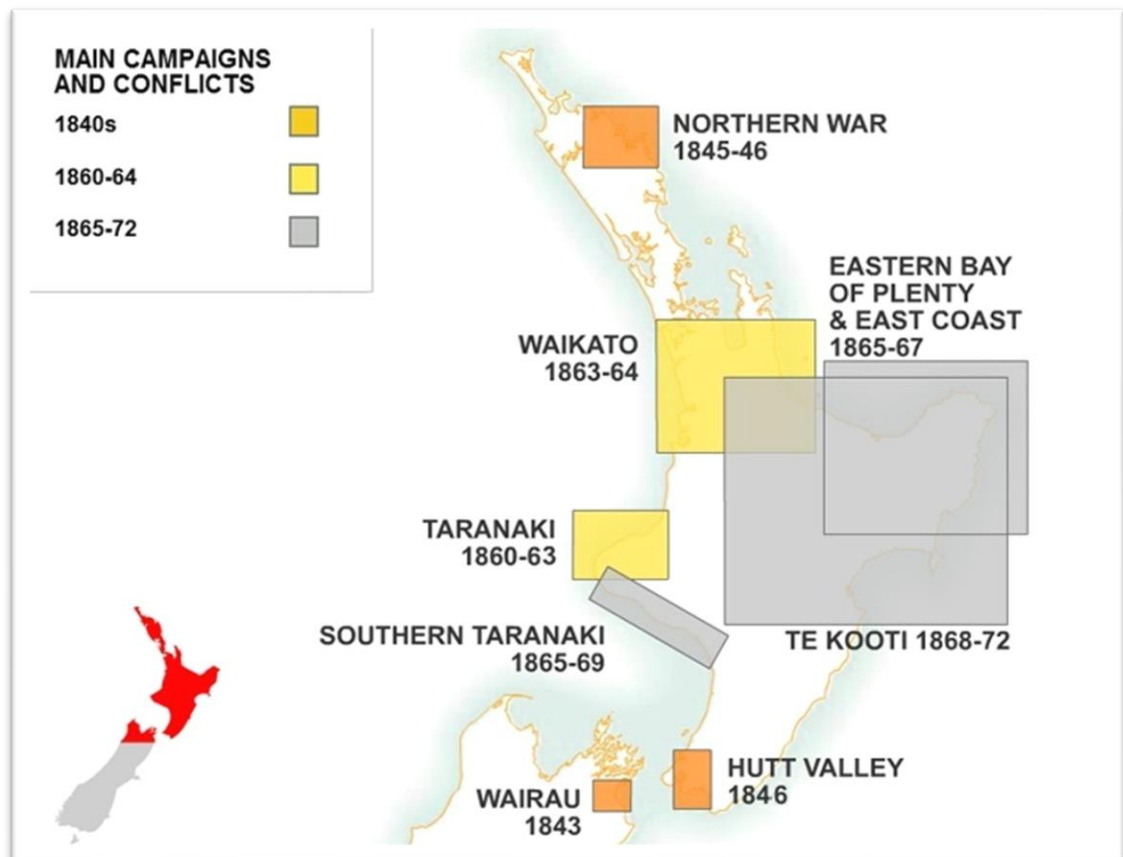 MAIN CAMPAIGNS
AND CONFLICTS
1840s
1860-64
1865-72
NORTHERN WAR
1845-46
EASTERN BAY
OF PLENTY
& EAST COAST
1865-67
WAIKATO
1863-64
TARANAKI
1860-63
SOUTHERN TARANAKI
1865-69
TE KOOTI 1868-72
HUTT VALLEY
1846
WAIRAU
1843